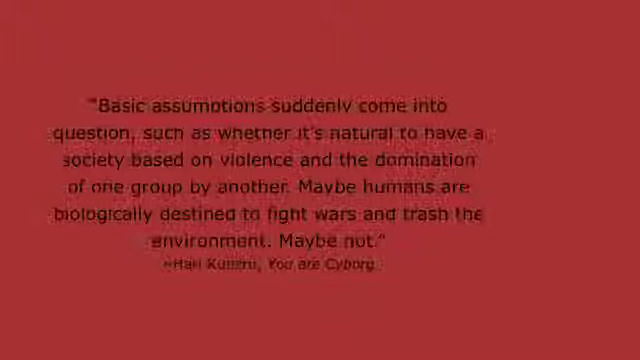 "Basic assumptions suddenly come into
question, such as whether it's natural to have a
society based on violence and the domination
of one group by another. Maybe humans are
biologically destined to fight wars and trash the
environment. Maybe not."
~Hari Kunzru, You are Cyborg